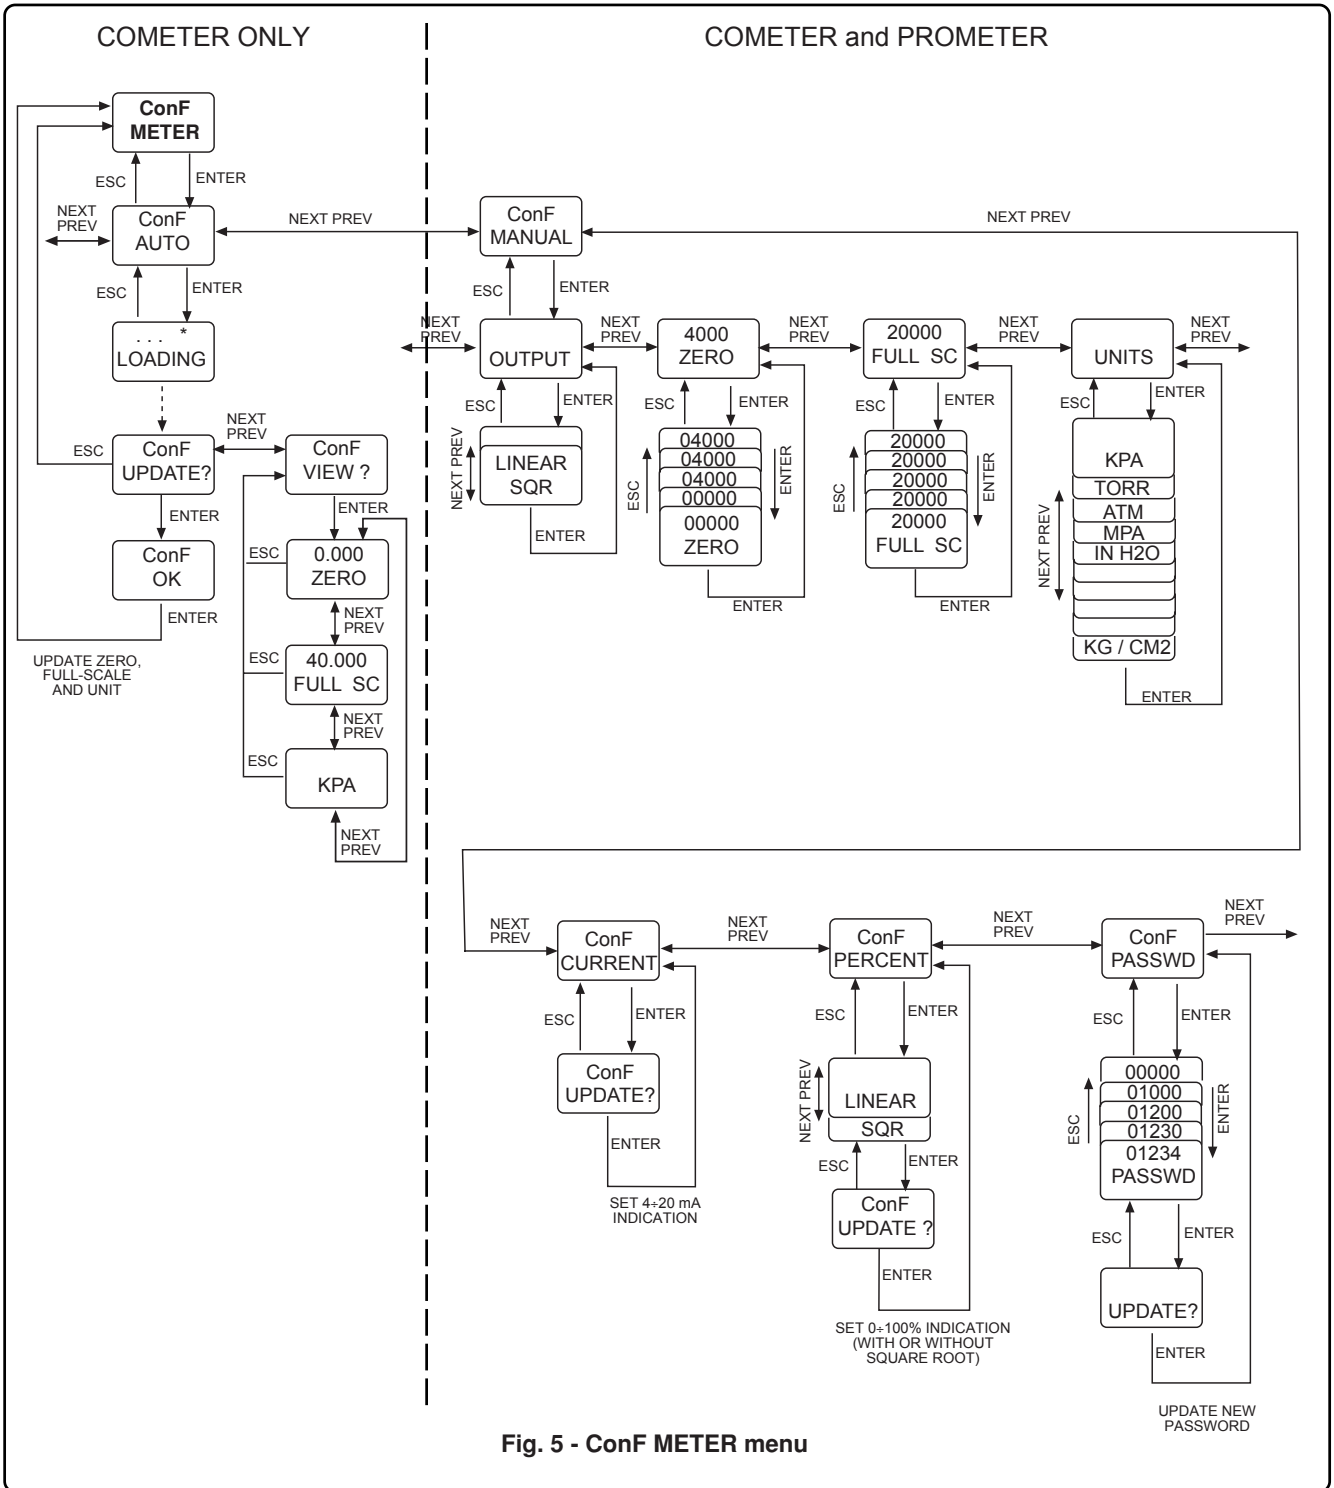 COMETER ONLY
COMETER and PROMETER
ConF
METER
ESC
ENTER
NEXT
PREV
ConF
AUTO
NEXT PREV
ESC
ENTER
. . . *
LOADING
ESC
ConF
UPDATE?
NEXT
PREV
ConF
VIEW ?
ENTER
ENTER
ConF
OK
ENTER
UPDATE ZERO,
FULL-SCALE
AND UNIT
ESC
0.000
ZERO
NEXT
PREV
ESC
40.000
FULL SC
NEXT
PREV
ESC
KPA
NEXT
PREV
ConF
MANUAL
NEXT PREV
ESC
ENTER
NEXT
PREV
OUTPUT
NEXT
PREV
4000
ZERO
NEXT
PREV
20000
FULL SC
NEXT
PREV
UNITS
NEXT
PREV
ESC
ENTER
NEXT PREV
LINEAR
SQR
ENTER
ESC
ENTER
ESC
04000
04000
04000
00000
00000
ZERO
ENTER
ENTER
ESC
ENTER
ESC
20000
20000
20000
20000
20000
FULL SC
ENTER
ENTER
ESC
ENTER
NEXT PREV
KPA
TORR
ATM
MPA
IN H2O
KG / CM2
ENTER
NEXT
PREV
ConF
CURRENT
NEXT
PREV
ConF
PERCENT
NEXT
PREV
ConF
PASSWD
NEXT
PREV
ESC
ENTER
ConF
UPDATE?
ENTER
SET 4÷20 mA
INDICATION
ESC
ENTER
NEXT PREV
LINEAR
SQR
ESC
ENTER
ConF
UPDATE ?
ENTER
SET 0÷100% INDICATION
(WITH OR WITHOUT
SQUARE ROOT)
ESC
ENTER
ESC
00000
01000
01200
01230
01234
PASSWD
ENTER
ESC
ENTER
UPDATE?
ENTER
UPDATE NEW
PASSWORD
Fig. 5 - ConF METER menu